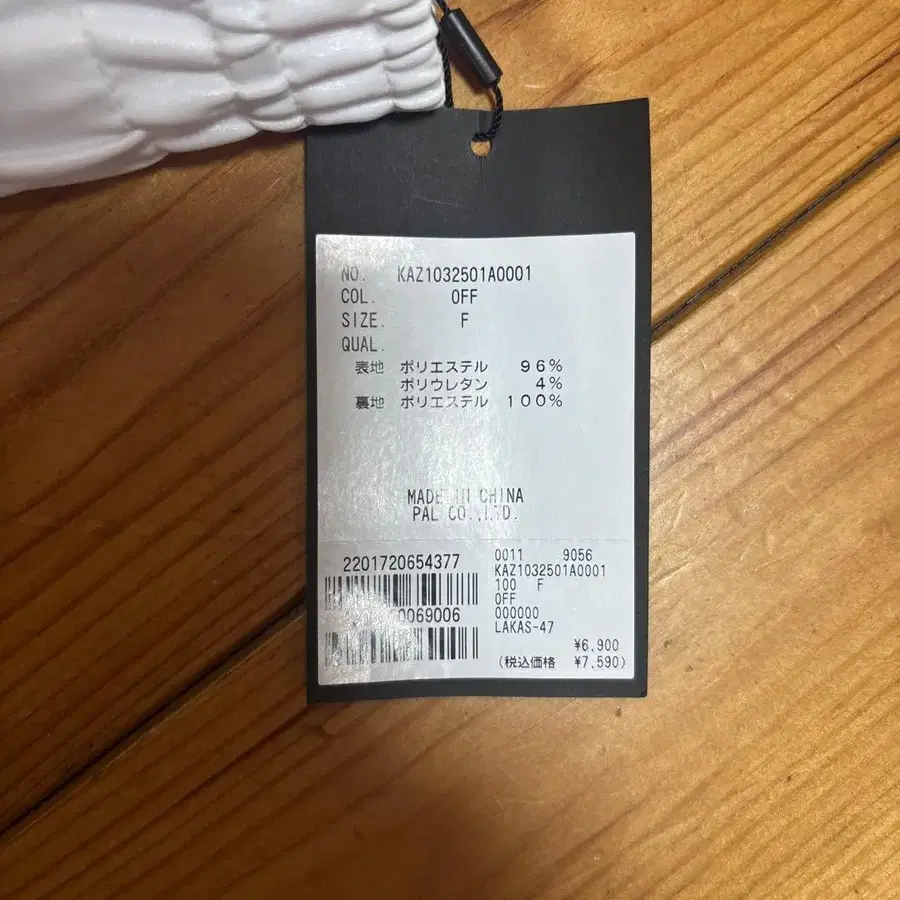 NO. KAZ1032501A0001
COL. OFF
SIZE. F
QUAL.
表地 ポリエステル 96%
ポリウレタン 4%
裏地 ポリエステル 100%
MADE IN CHINA
PAL CO.,LTD.
2201720654377
0069006
0011 9056
KAZ1032501A0001
100 F
OFF
000000
LAKAS-47
¥6,900
(税込価格 ¥7,590)